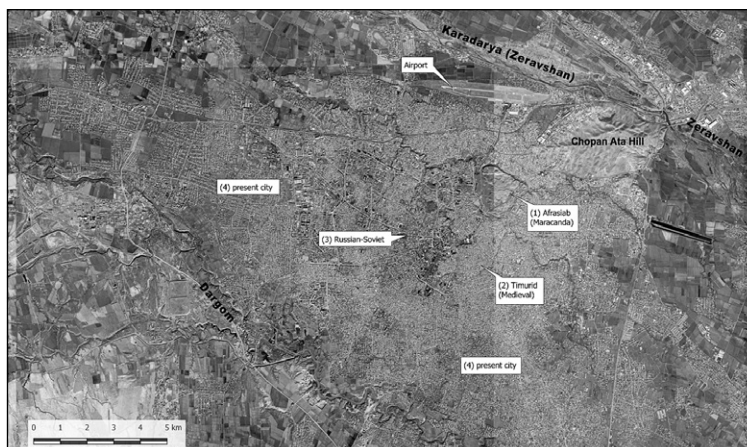 Karadarya (Zeravshan)
Airport
Zeravshan
Chopan Ata Hill
(4) present city
(1) Afrasiab
(Maracanda)
(3) Russian-Soviet
(2) Timurid
(Medieval)
Dargom
(4) present city
0 1 2 3 4 5 km